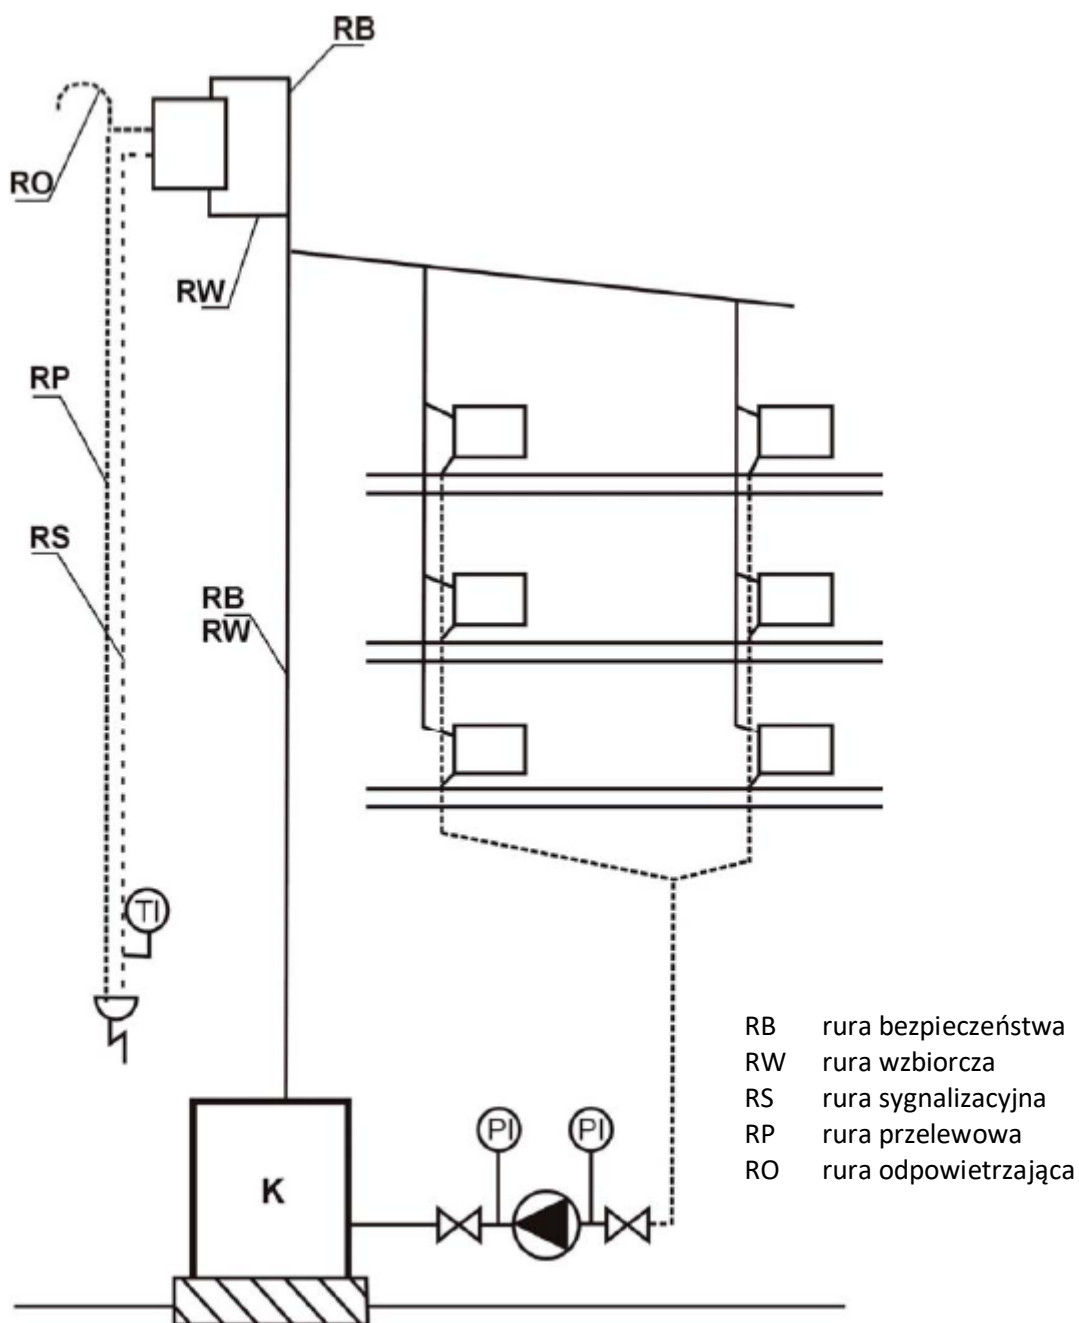 RB
RO
RW
RP
RS
RB
RW
TI
PI
PI
K
RB rura bezpieczeństwa
RW rura wzbiorcza
RS rura sygnalizacyjna
RP rura przelewowa
RO rura odpowietrzająca